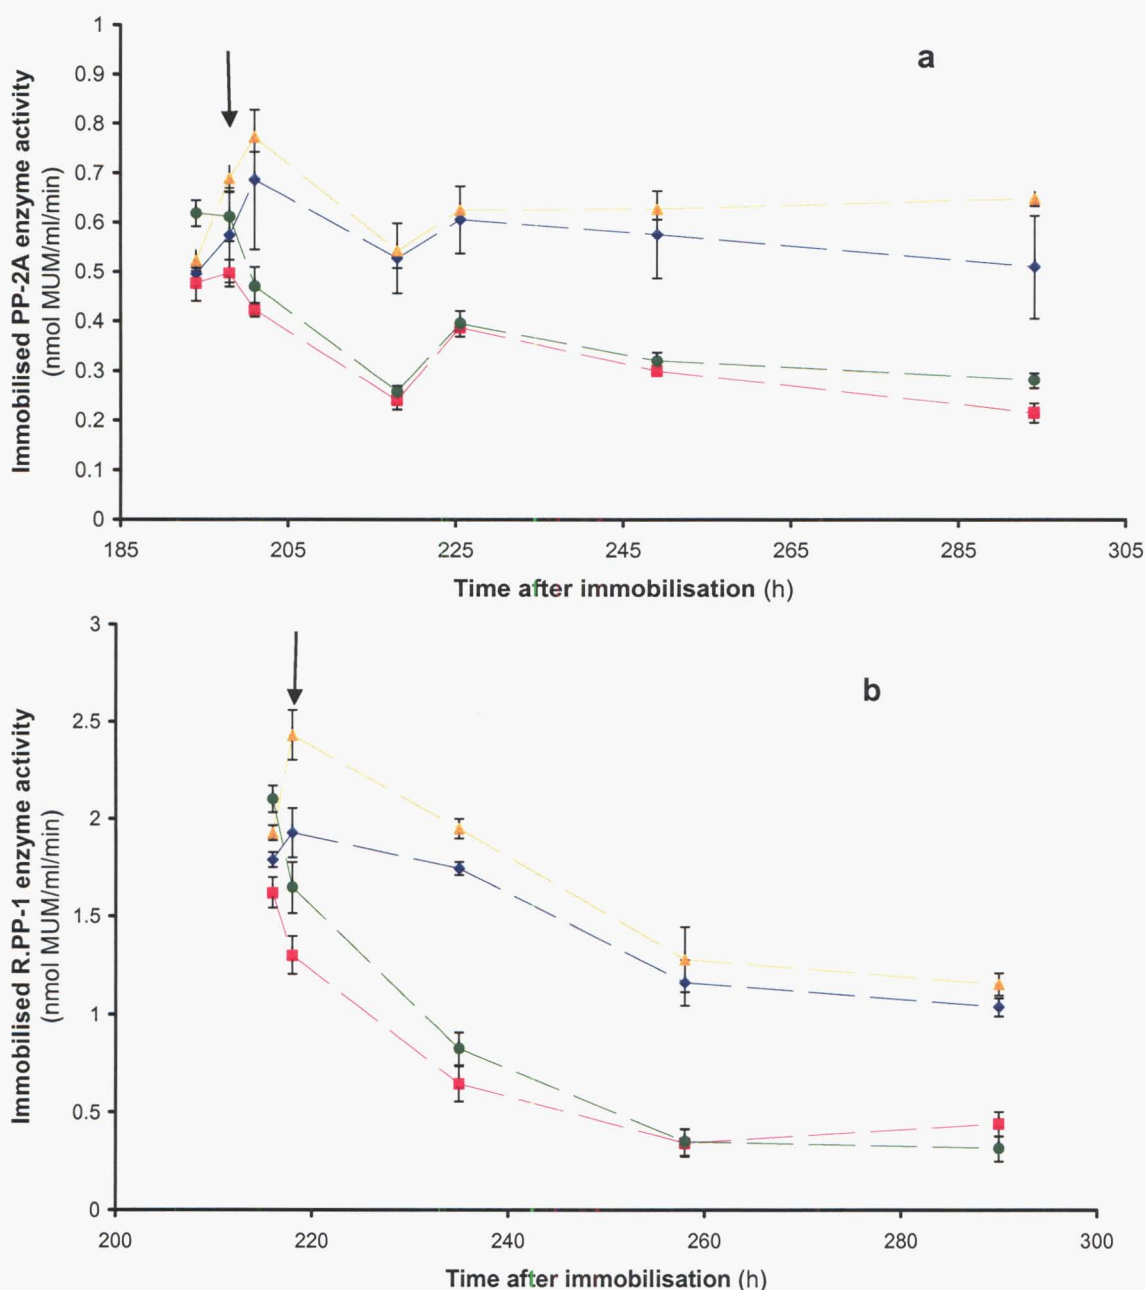 a
Immobilised PP-2A enzyme activity
(nmol MUM/ml/min)
1
0.9
0.8
0.7
0.6
0.5
0.4
0.3
0.2
0.1
0
185 205 225 245 265 285 305
Time after immobilisation (h)
b
Immobilised R.PP-1 enzyme activity
(nmol MUM/ml/min)
3
2.5
2
1.5
1
0.5
0
200 220 240 260 280 300
Time after immobilisation (h)